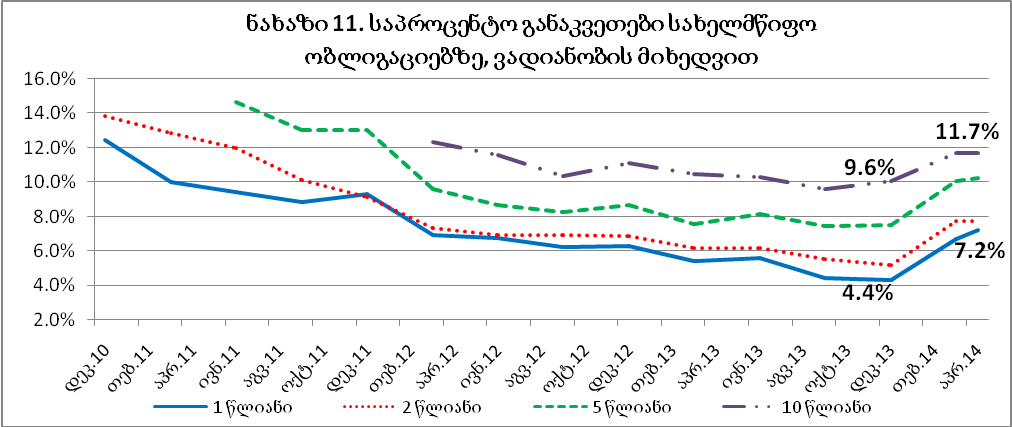 ნახაზი 11. საპროცენტო განაკვეთები სახელმწიფო
ობლიგაციებზე, ვადიანობის მიხედვით
16.0%
14.0%
12.0%
10.0%
8.0%
6.0%
4.0%
2.0%
11.7%
9.6%
7.2%
4.4%
დეკ.10
თებ.11
აპრ.11
ივნ.11
აგვ.11
ოქტ.11
დეკ.11
თებ.12
აპრ.12
ივნ.12
აგვ.12
ოქტ.12
დეკ.12
თებ.13
აპრ.13
ივნ.13
აგვ.13
ოქტ.13
დეკ.13
თებ.14
აპრ.14
1 წლიანი
2 წლიანი
5 წლიანი
10 წლიანი